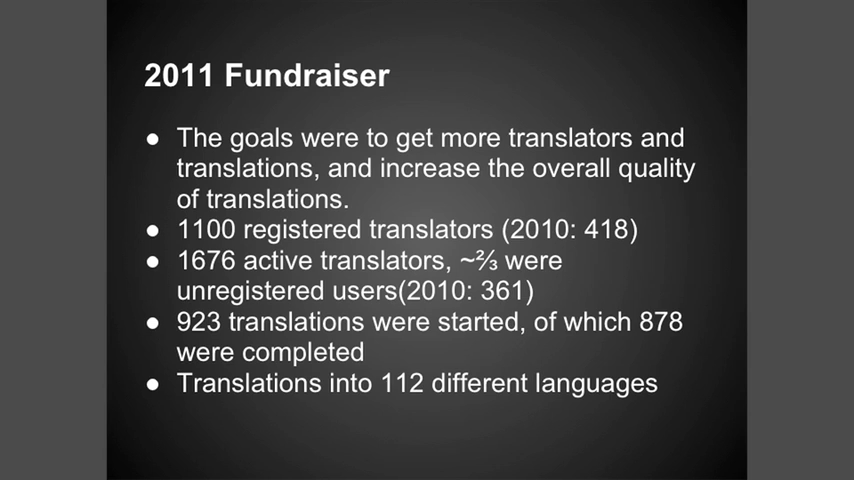 2011 Fundraiser
● The goals were to get more translators and
translations, and increase the overall quality
of translations.
● 1100 registered translators (2010: 418)
● 1676 active translators, ~⅔ were
unregistered users(2010: 361)
● 923 translations were started, of which 878
were completed
● Translations into 112 different languages